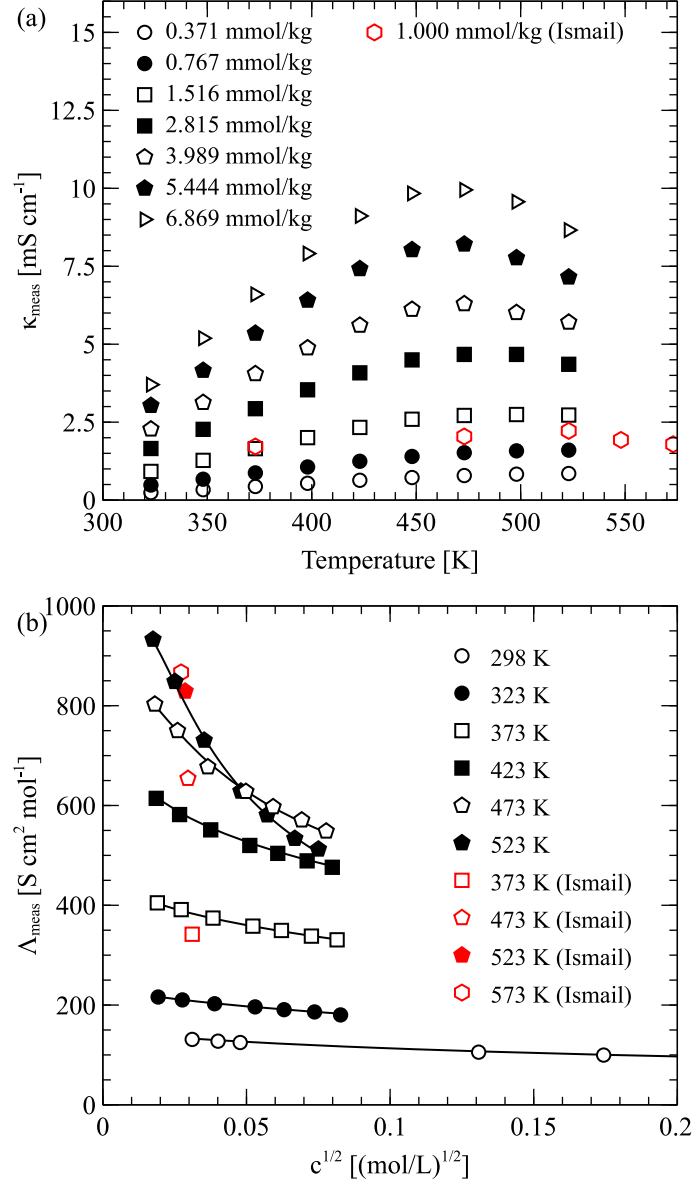 (a)
0.371 mmol/kg
1.000 mmol/kg (Ismail)
0.767 mmol/kg
1.516 mmol/kg
2.815 mmol/kg
3.989 mmol/kg
5.444 mmol/kg
6.869 mmol/kg
15
12.5
10
7.5
5
2.5
0
κmeas [mS cm⁻¹]
300 350 400 450 500 550
Temperature [K]
(b)
1000
800
600
400
200
0
Λmeas [S cm² mol⁻¹]
298 K
323 K
373 K
423 K
473 K
523 K
373 K (Ismail)
473 K (Ismail)
523 K (Ismail)
573 K (Ismail)
0 0.05 0.1 0.15 0.2
c¹/² [(mol/L)¹/²]